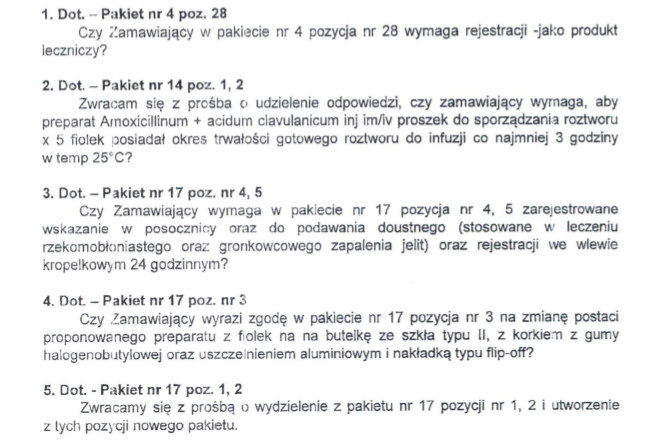 1. Dot. – Pakiet nr 4 poz. 28
Czy Zamawiający w pakiecie nr 4 pozycja nr 28 wymaga rejestracji -jako produkt
leczniczy?
2. Dot. – Pakiet nr 14 poz. 1, 2
Zwracam się z prośba o udzielenie odpowiedzi, czy zamawiający wymaga, aby
preparat Amoxicillinum + acidum clavulanicum inj im/iv proszek do sporządzania roztworu
x 5 fiolek posiadał okres trwałości gotowego roztworu do infuzji co najmniej 3 godziny
w temp 25°C?
3. Dot. – Pakiet nr 17 poz. nr 4, 5
Czy Zamawiający wymaga w pakiecie nr 17 pozycja nr 4, 5 zarejestrowane
wskazanie w posocznicy oraz do podawania doustnego (stosowane w leczeniu
rzekomobłoniastego oraz gronkowcowego zapalenia jelit) oraz rejestracji we wlewie
kropelkowym 24 godzinnym?
4. Dot. – Pakiet nr 17 poz. nr 3
Czy Zamawiający wyrazi zgodę w pakiecie nr 17 pozycja nr 3 na zmianę postaci
proponowanego preparatu z fiolek na na butelkę ze szkła typu II, z korkiem z gumy
halogenobutylowej oraz uszczelnieniem aluminiowym i nakładką typu flip-off?
5. Dot. - Pakiet nr 17 poz. 1, 2
Zwracamy się z prośbą o wydzielenie z pakietu nr 17 pozycji nr 1, 2 i utworzenie
z tych pozycji nowego pakietu.